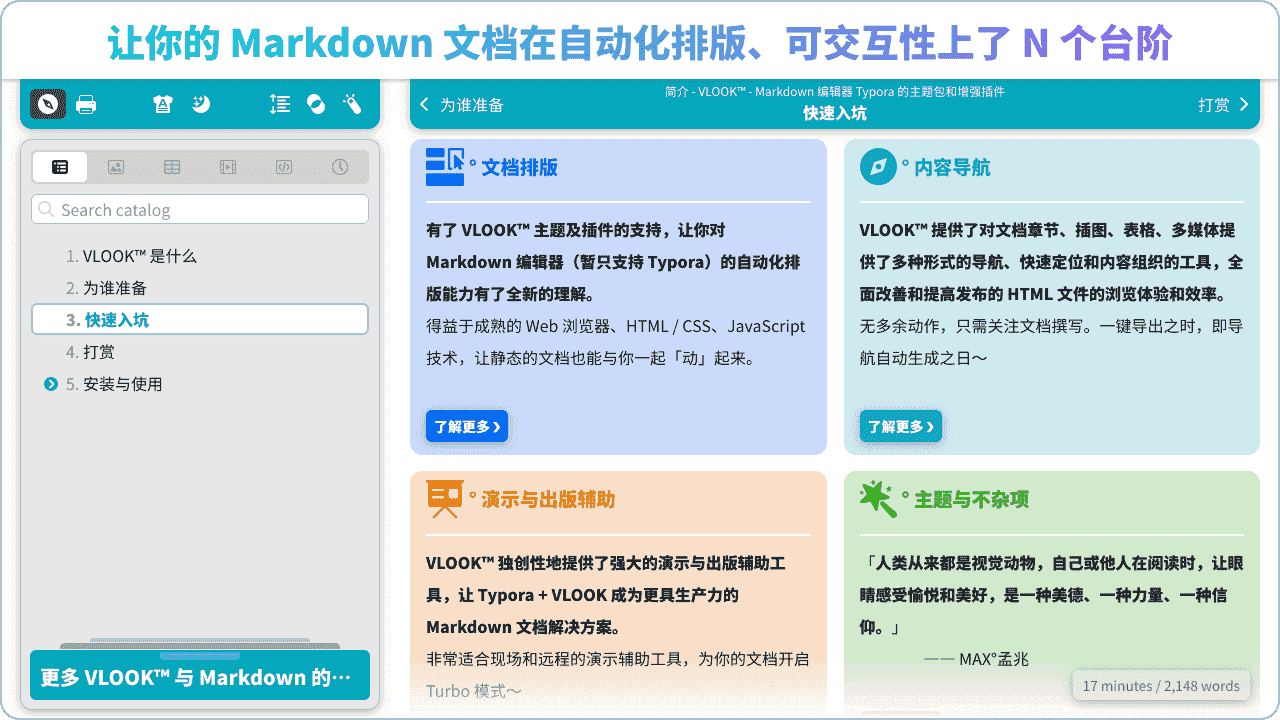 让你的 Markdown 文档在自动化排版、可交互性上了 N 个台阶
为谁准备
简介 - VLOOK™ - Markdown 编辑器 Typora 的主题包和增强插件
快速入坑
打赏
Search catalog
1. VLOOK™ 是什么
2. 为谁准备
3. 快速入坑
4. 打赏
5. 安装与使用
更多 VLOOK™ 与 Markdown 的…
° 文档排版
有了 VLOOK™ 主题及插件的支持，让你对
Markdown 编辑器（暂只支持 Typora）的自动化排
版能力有了全新的理解。
得益于成熟的 Web 浏览器、HTML / CSS、JavaScript
技术，让静态的文档也能与你一起「动」起来。
了解更多 ›
° 内容导航
VLOOK™ 提供了对文档章节、插图、表格、多媒体提
供了多种形式的导航、快速定位和内容组织的工具，全
面改善和提高发布的 HTML 文件的浏览体验和效率。
无多余动作，只需关注文档撰写。一键导出之时，即导
航自动生成之日～
了解更多 ›
° 演示与出版辅助
VLOOK™ 独创性地提供了强大的演示与出版辅助工
具，让 Typora + VLOOK 成为更具生产力的
Markdown 文档解决方案。
非常适合现场和远程的演示辅助工具，为你的文档开启
Turbo 模式～
° 主题与不杂项
「人类从来都是视觉动物，自己或他人在阅读时，让眼
睛感受愉悦和美好，是一种美德、一种力量、一种信
仰。」
—— MAX°孟兆
17 minutes / 2,148 words